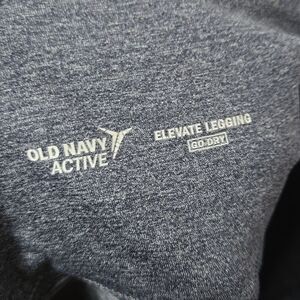 OLD NAVY
ACTIVE
ELEVATE LEGGING
GO-DRY